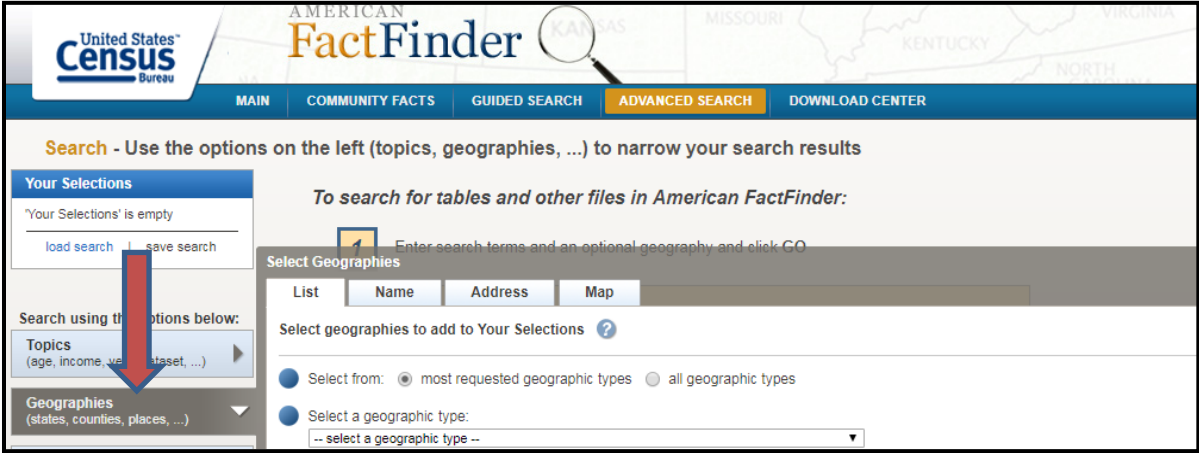 United States™
Census
Bureau
AMERICAN
FactFinder
KANSAS
MISSOURI
KENTUCKY
VIRGINIA
NORTH
CAROLINA
MAIN COMMUNITY FACTS GUIDED SEARCH ADVANCED SEARCH DOWNLOAD CENTER
Search - Use the options on the left (topics, geographies, ...) to narrow your search results
Your Selections
'Your Selections' is empty
load search | save search
To search for tables and other files in American FactFinder:
1 Enter search terms and an optional geography and click GO
Search using the options below:
Topics
(age, income, dataset, ...)
Geographies
(states, counties, places, ...)
Select Geographies
List Name Address Map
Select geographies to add to Your Selections ?
Select from: most requested geographic types all geographic types
Select a geographic type:
-- select a geographic type --